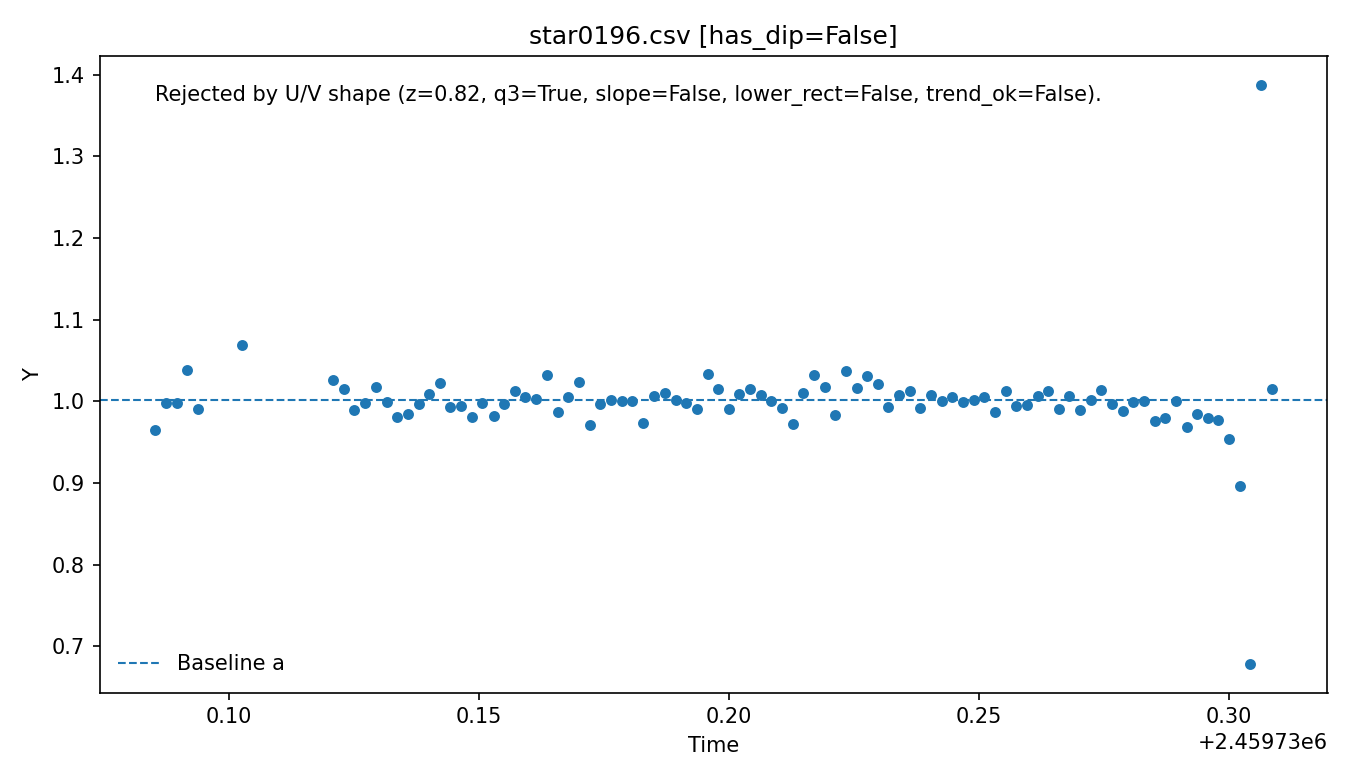 star0196.csv [has_dip=False]
Rejected by U/V shape (z=0.82, q3=True, slope=False, lower_rect=False, trend_ok=False).
1.4
1.3
1.2
1.1
1.0
0.9
0.8
0.7
Y
Baseline a
0.10 0.15 0.20 0.25 0.30
Time
+2.45973e6